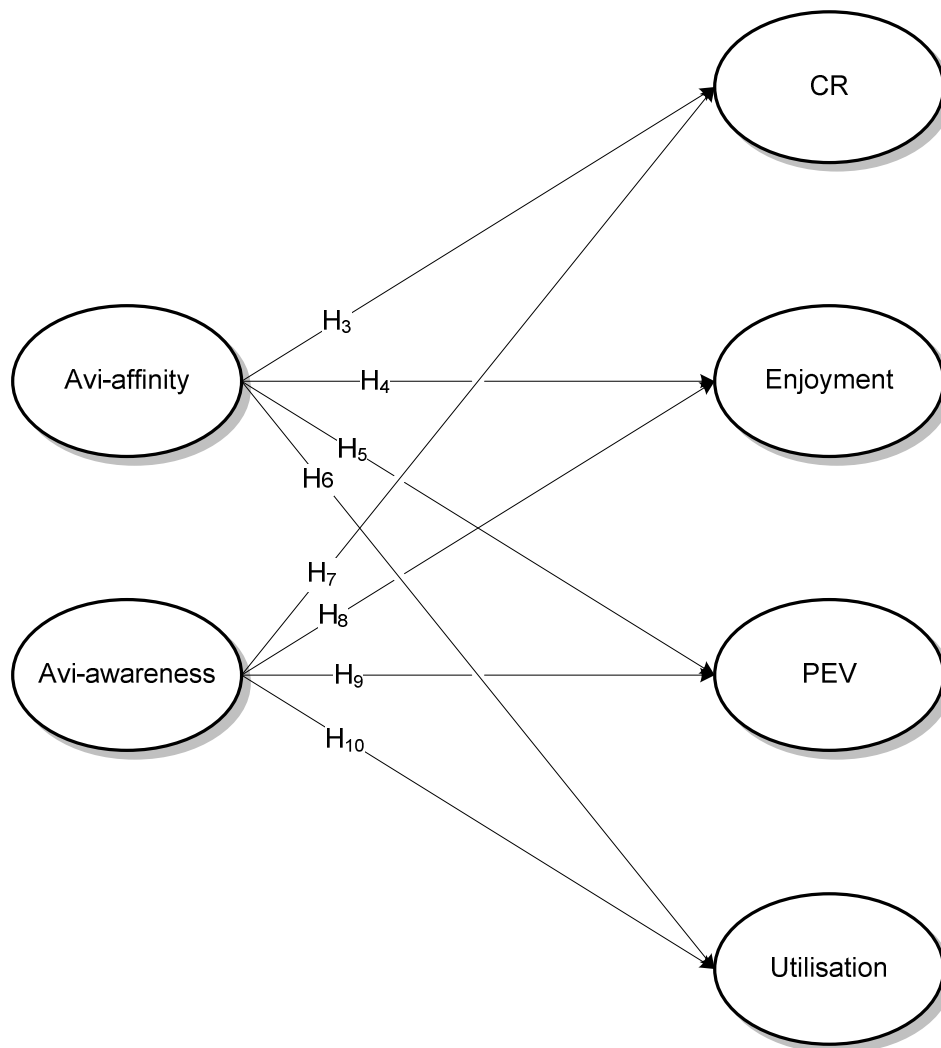 CR
H3
Avi-affinity
H4
Enjoyment
H5
H6
H7
H8
Avi-awareness
H9
PEV
H10
Utilisation